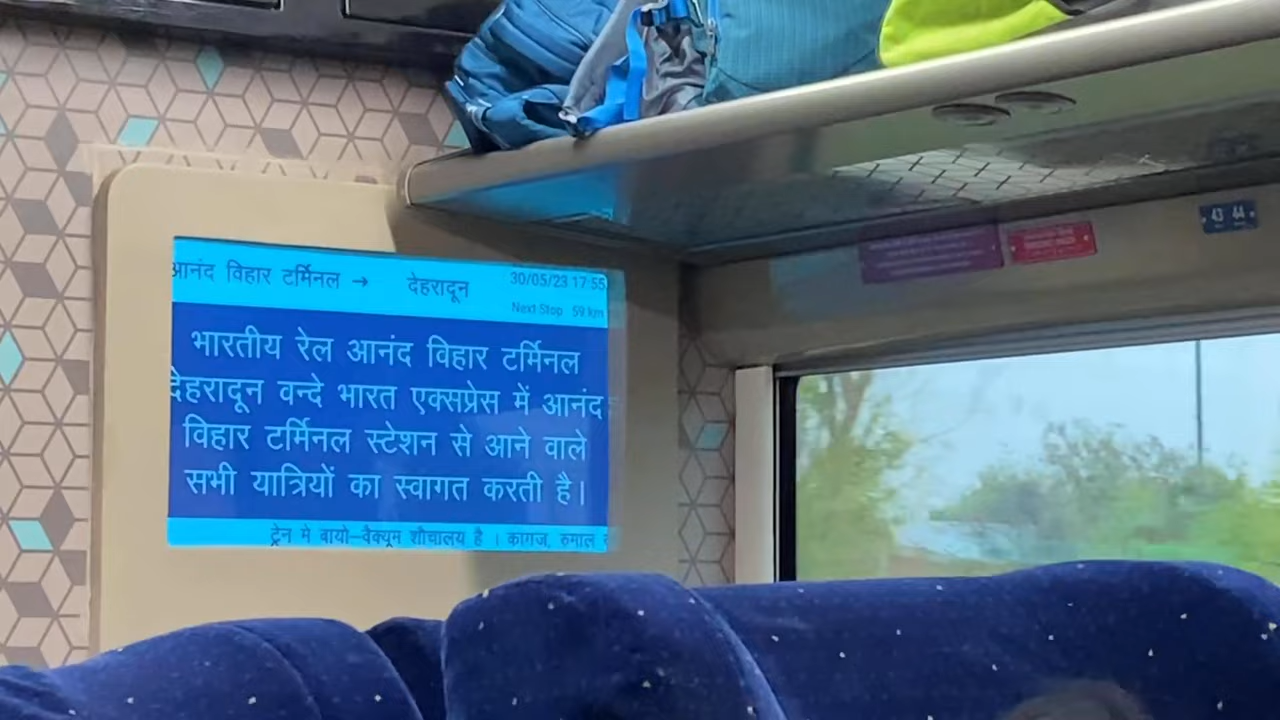 आनंद विहार टर्मिनल → देहरादून 30/05/23 17:55
Next Stop 59 km
भारतीय रेल आनंद विहार टर्मिनल
देहरादून वन्दे भारत एक्सप्रेस में आनंद
विहार टर्मिनल स्टेशन से आने वाले
सभी यात्रियों का स्वागत करती है।
ट्रेन मे बायो–वैक्यूम शौचालय है । कागज, रुमाल
43 44